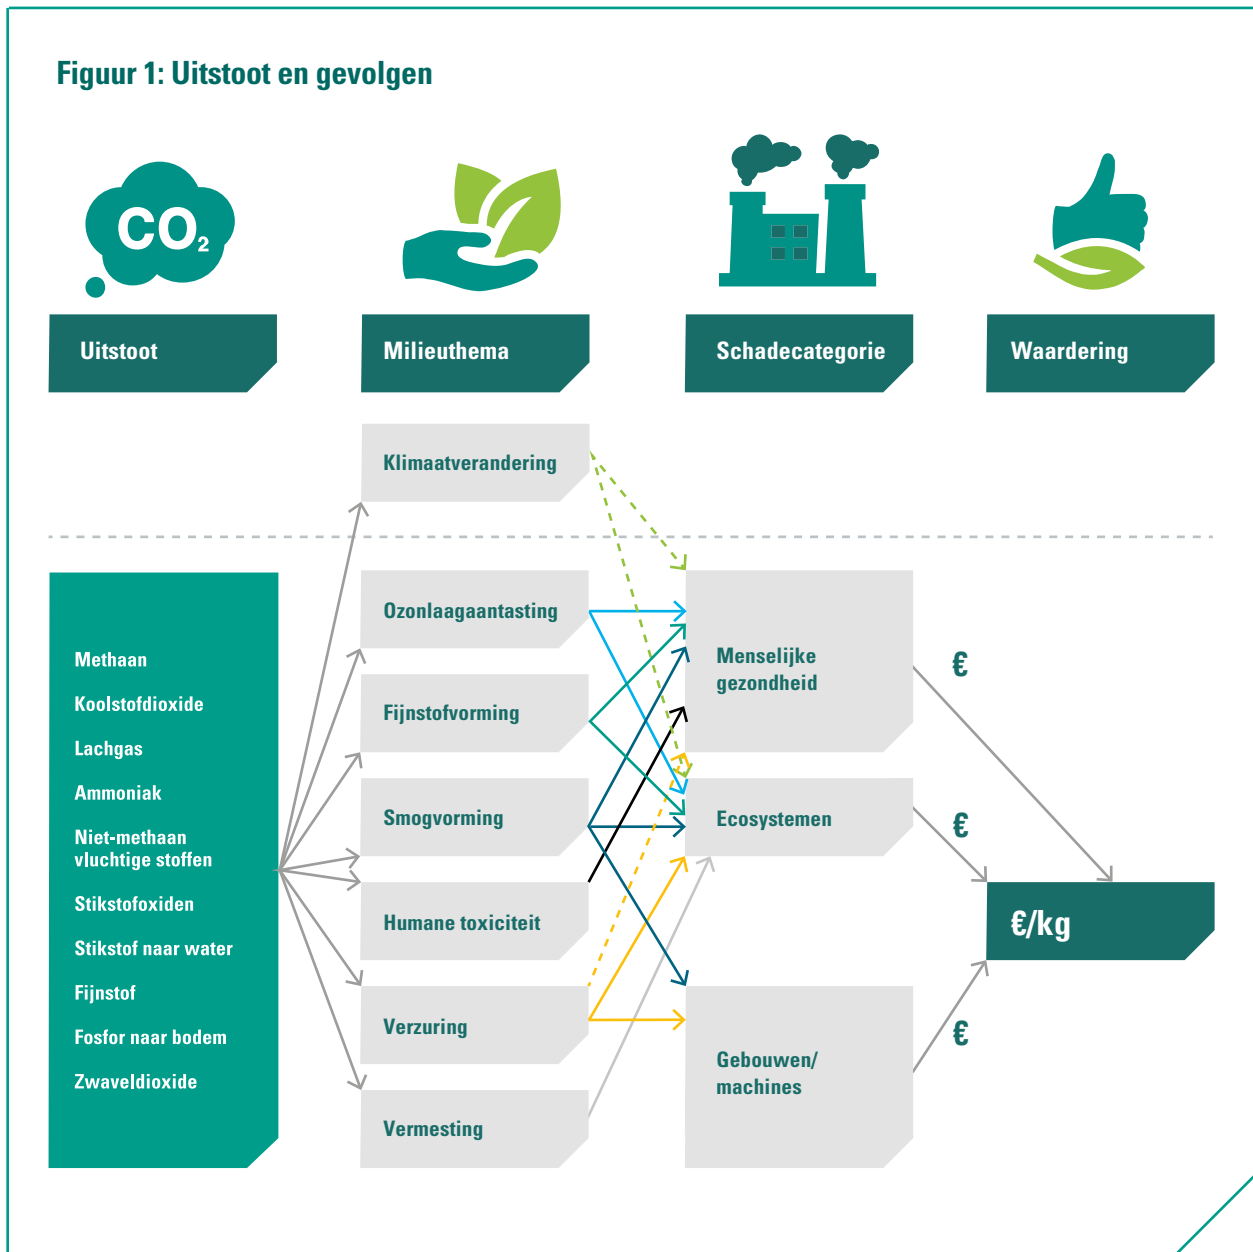 Figuur 1: Uitstoot en gevolgen
CO2
Uitstoot
Milieuthema
Schadecategorie
Waardering
Klimaatverandering
Methaan
Koolstofdioxide
Lachgas
Ammoniak
Niet-methaan
vluchtige stoffen
Stikstofoxiden
Stikstof naar water
Fijnstof
Fosfor naar bodem
Zwaveldioxide
Ozonlaagaantasting
Fijnstofvorming
Smogvorming
Humane toxiciteit
Verzuring
Vermesting
Menselijke
gezondheid
Ecosystemen
Gebouwen/
machines
€
€
€
€/kg